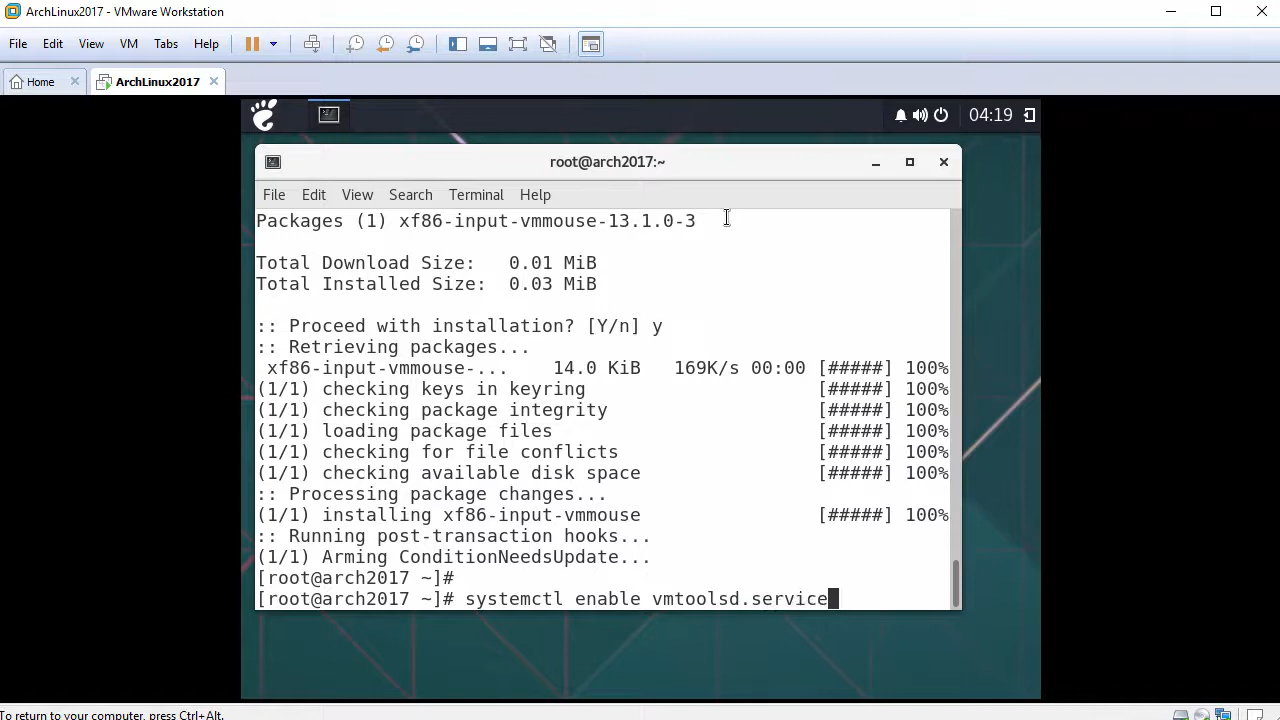 ArchLinux2017 - VMware Workstation
File Edit View VM Tabs Help
Home ArchLinux2017
04:19
root@arch2017:~
File Edit View Search Terminal Help
Packages (1) xf86-input-vmmouse-13.1.0-3
Total Download Size: 0.01 MiB
Total Installed Size: 0.03 MiB
:: Proceed with installation? [Y/n] y
:: Retrieving packages...
xf86-input-vmmouse-... 14.0 KiB 169K/s 00:00 [#####] 100%
(1/1) checking keys in keyring [#####] 100%
(1/1) checking package integrity [#####] 100%
(1/1) loading package files [#####] 100%
(1/1) checking for file conflicts [#####] 100%
(1/1) checking available disk space [#####] 100%
:: Processing package changes...
(1/1) installing xf86-input-vmmouse [#####] 100%
:: Running post-transaction hooks...
(1/1) Arming ConditionNeedsUpdate...
[root@arch2017 ~]#
[root@arch2017 ~]# systemctl enable vmtoolsd.service
To return to your computer, press Ctrl+Alt.